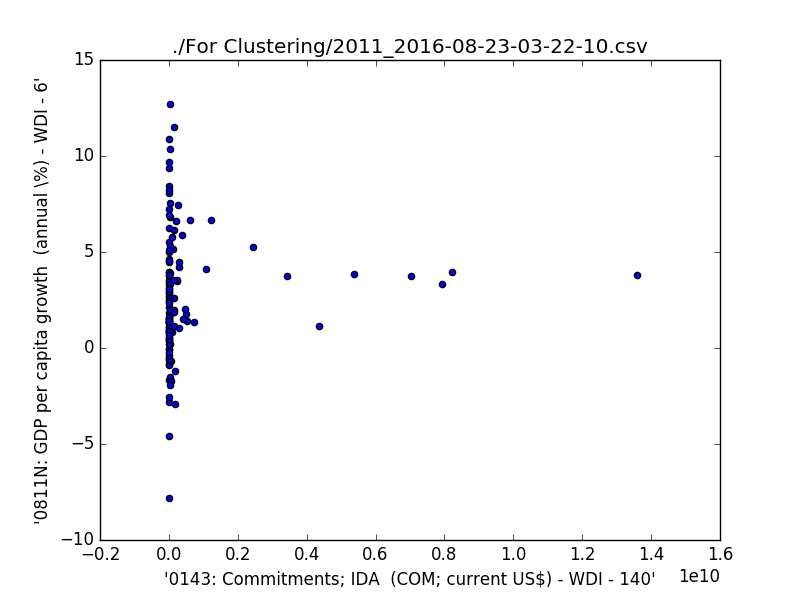 ./For Clustering/2011_2016-08-23-03-22-10.csv
'0811N: GDP per capita growth  (annual \%) - WDI - 6'
15
10
5
0
−5
−10
−0.2 0.0 0.2 0.4 0.6 0.8 1.0 1.2 1.4 1.6
1e10
'0143: Commitments; IDA  (COM; current US$) - WDI - 140'